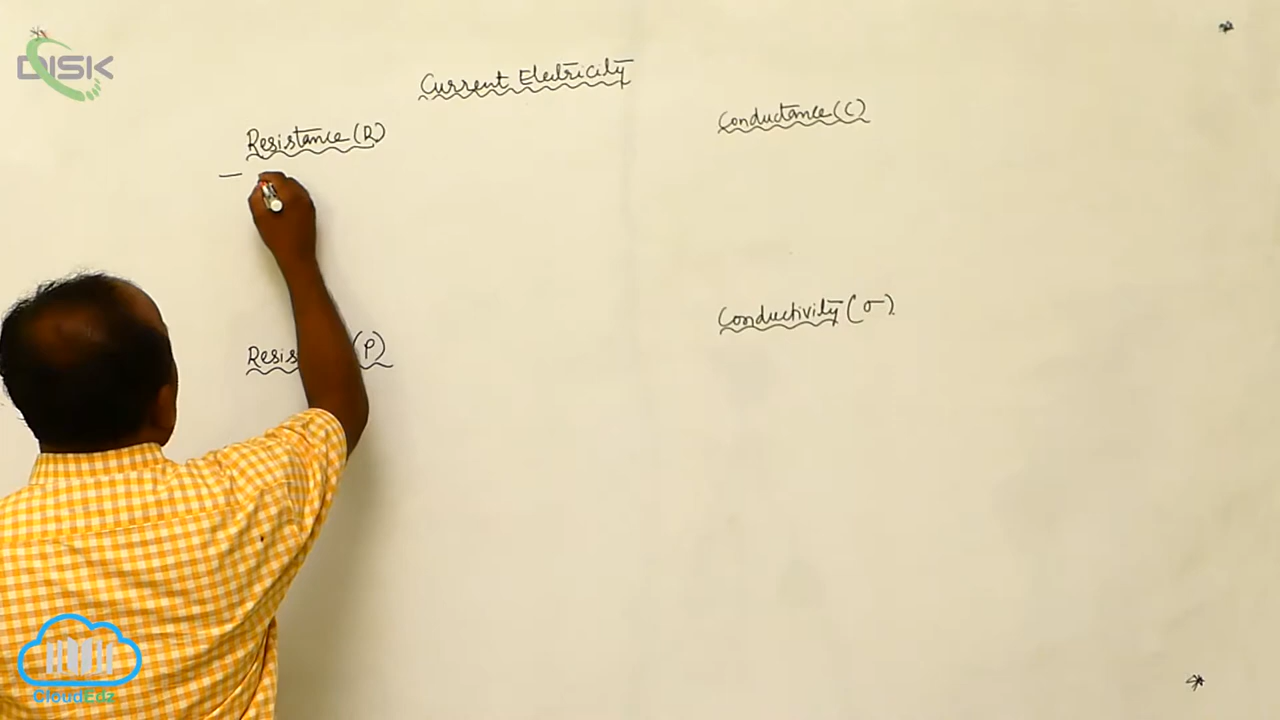 DISK
Current Electricity
Resistance (R)
Conductance (C)
—
Conductivity (σ)
Resis (ρ)
CloudEdz